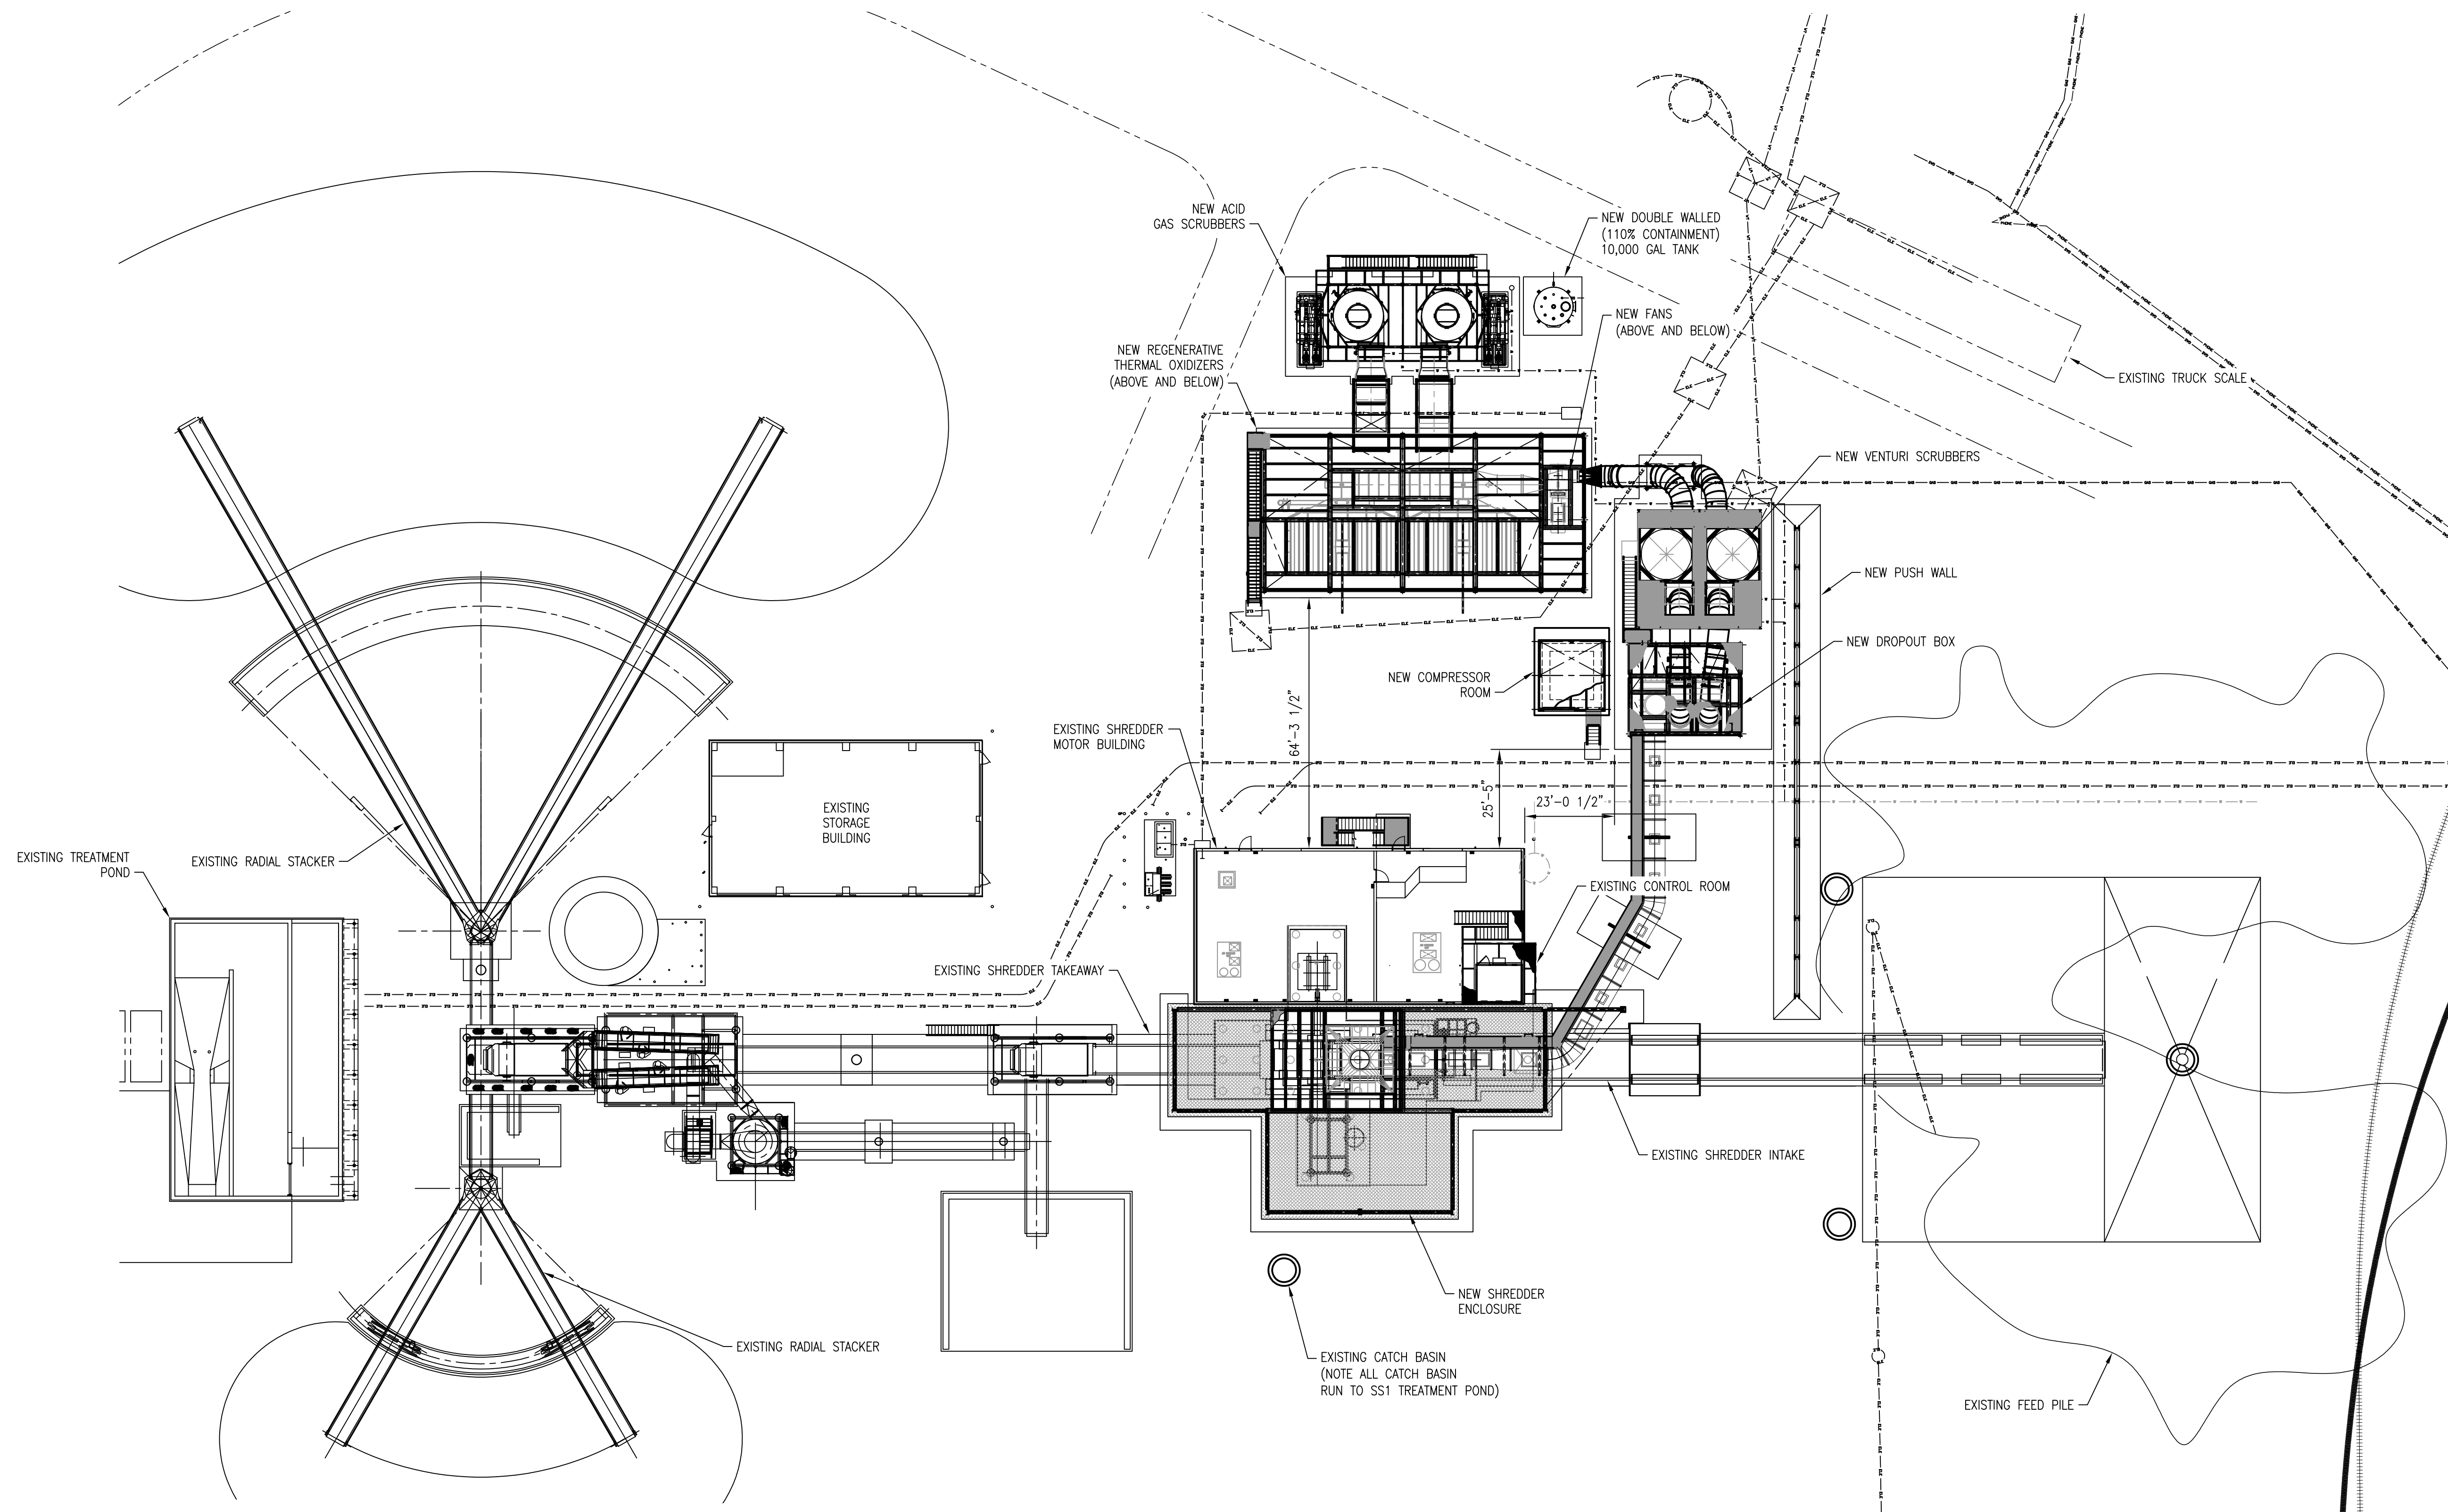 NEW ACID
GAS SCRUBBERS
NEW DOUBLE WALLED
(110% CONTAINMENT)
10,000 GAL TANK
NEW FANS
(ABOVE AND BELOW)
NEW REGENERATIVE
THERMAL OXIDIZERS
(ABOVE AND BELOW)
EXISTING TRUCK SCALE
NEW VENTURI SCRUBBERS
NEW PUSH WALL
NEW DROPOUT BOX
NEW COMPRESSOR
ROOM
64'-3 1/2"
EXISTING SHREDDER
MOTOR BUILDING
25'-5"
23'-0 1/2"
EXISTING
STORAGE
BUILDING
EXISTING TREATMENT
POND
EXISTING RADIAL STACKER
EXISTING CONTROL ROOM
EXISTING SHREDDER TAKEAWAY
EXISTING SHREDDER INTAKE
NEW SHREDDER
ENCLOSURE
EXISTING RADIAL STACKER
EXISTING CATCH BASIN
(NOTE ALL CATCH BASIN
RUN TO SS1 TREATMENT POND)
EXISTING FEED PILE